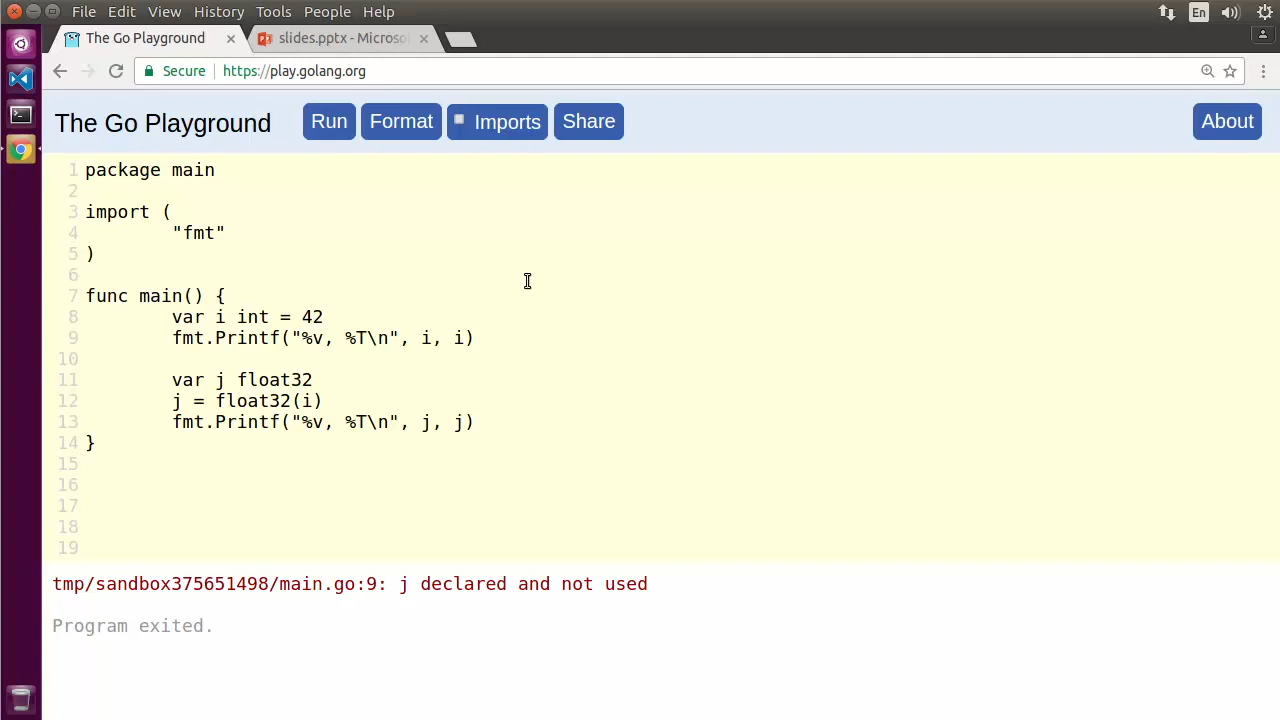 File Edit View History Tools People Help
En
The Go Playground
slides.pptx - Microso
Secure
https://play.golang.org
The Go Playground
Run
Format
Imports
Share
About
1 package main
2
3 import (
4 "fmt"
5 )
6
7 func main() {
8 var i int = 42
9 fmt.Printf("%v, %T\n", i, i)
10
11 var j float32
12 j = float32(i)
13 fmt.Printf("%v, %T\n", j, j)
14 }
15
16
17
18
19
tmp/sandbox375651498/main.go:9: j declared and not used
Program exited.